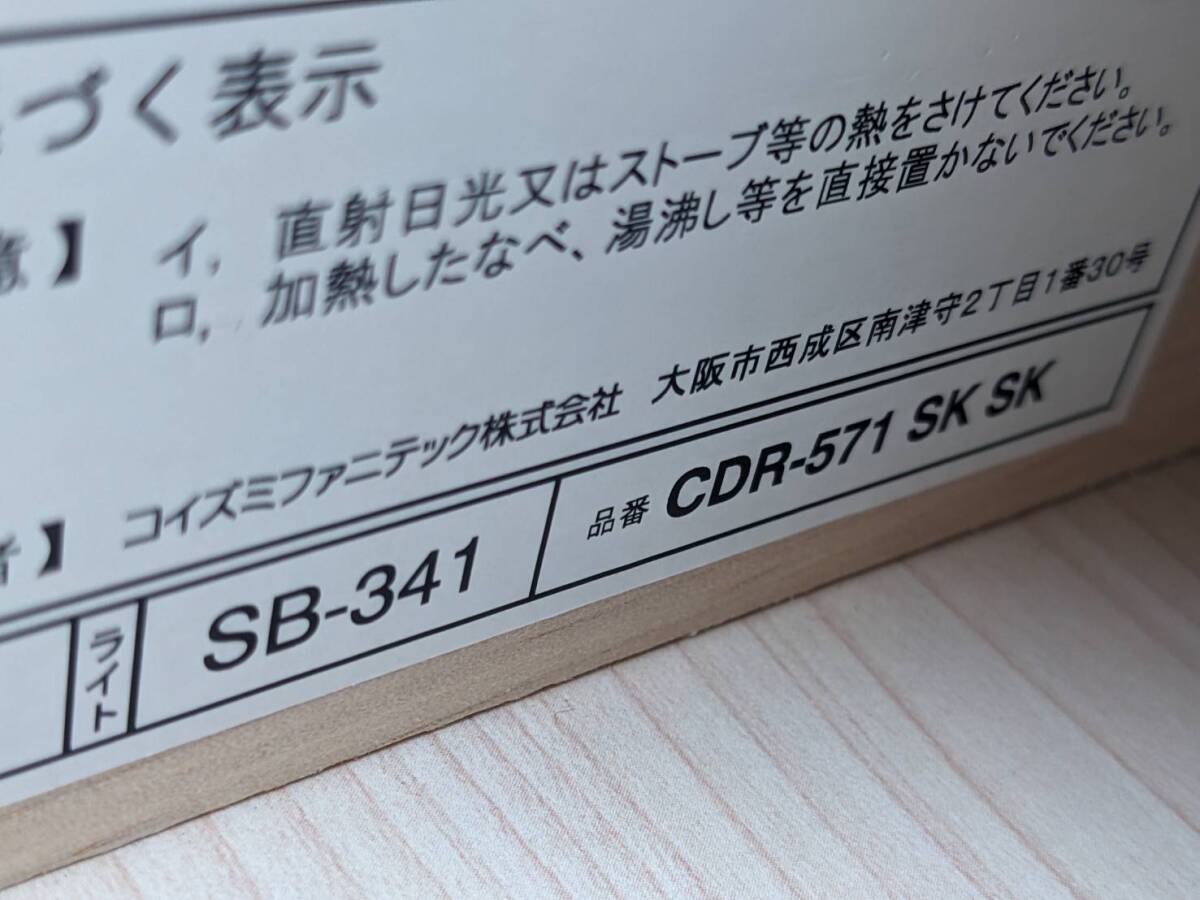 づく表示
意】 イ, 直射日光又はストーブ等の熱をさけてください。
ロ, 加熱したなべ、湯沸し等を直接置かないでください。
者】 コイズミファニテック株式会社 大阪市西成区南津守2丁目1番30号
ライト SB-341 品番 CDR-571 SK SK